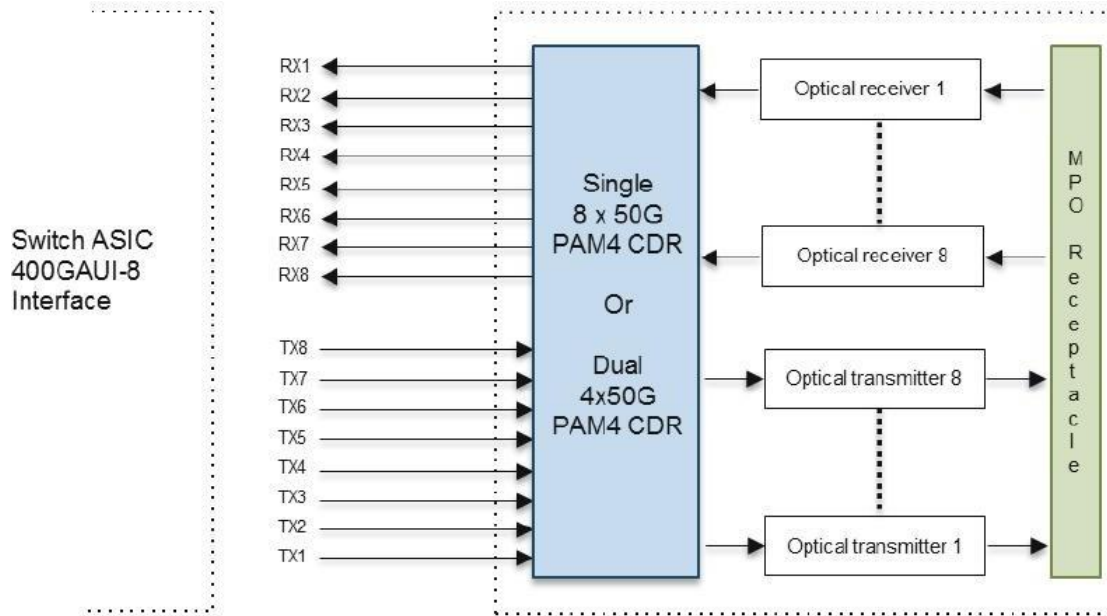 Switch ASIC
400GAUI-8
Interface
RX1
RX2
RX3
RX4
RX5
RX6
RX7
RX8
TX8
TX7
TX6
TX5
TX4
TX3
TX2
TX1
Single
8 x 50G
PAM4 CDR
Or
Dual
4x50G
PAM4 CDR
Optical receiver 1
Optical receiver 8
Optical transmitter 8
Optical transmitter 1
MPO Receptacle